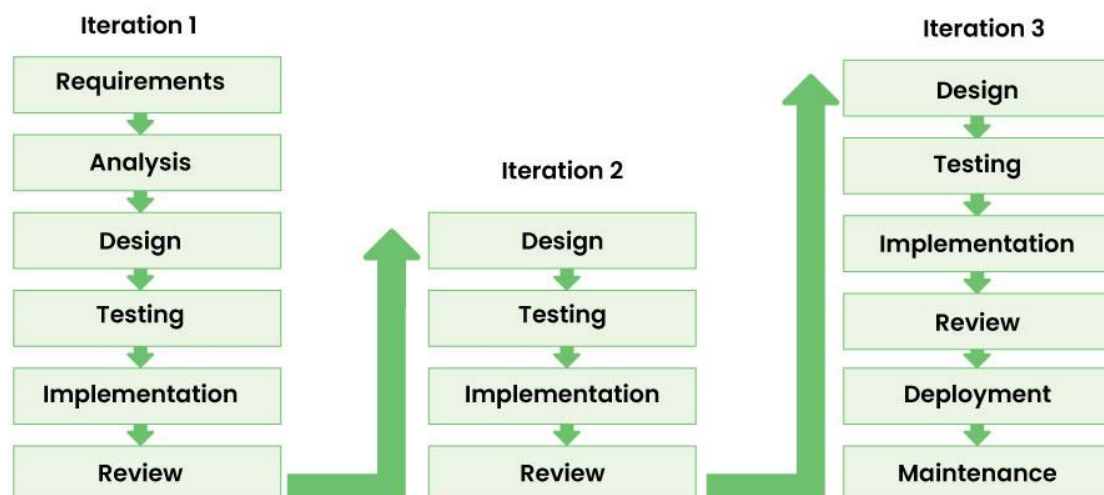 Iteration 1
Requirements
Analysis
Design
Testing
Implementation
Review
Iteration 2
Design
Testing
Implementation
Review
Iteration 3
Design
Testing
Implementation
Review
Deployment
Maintenance